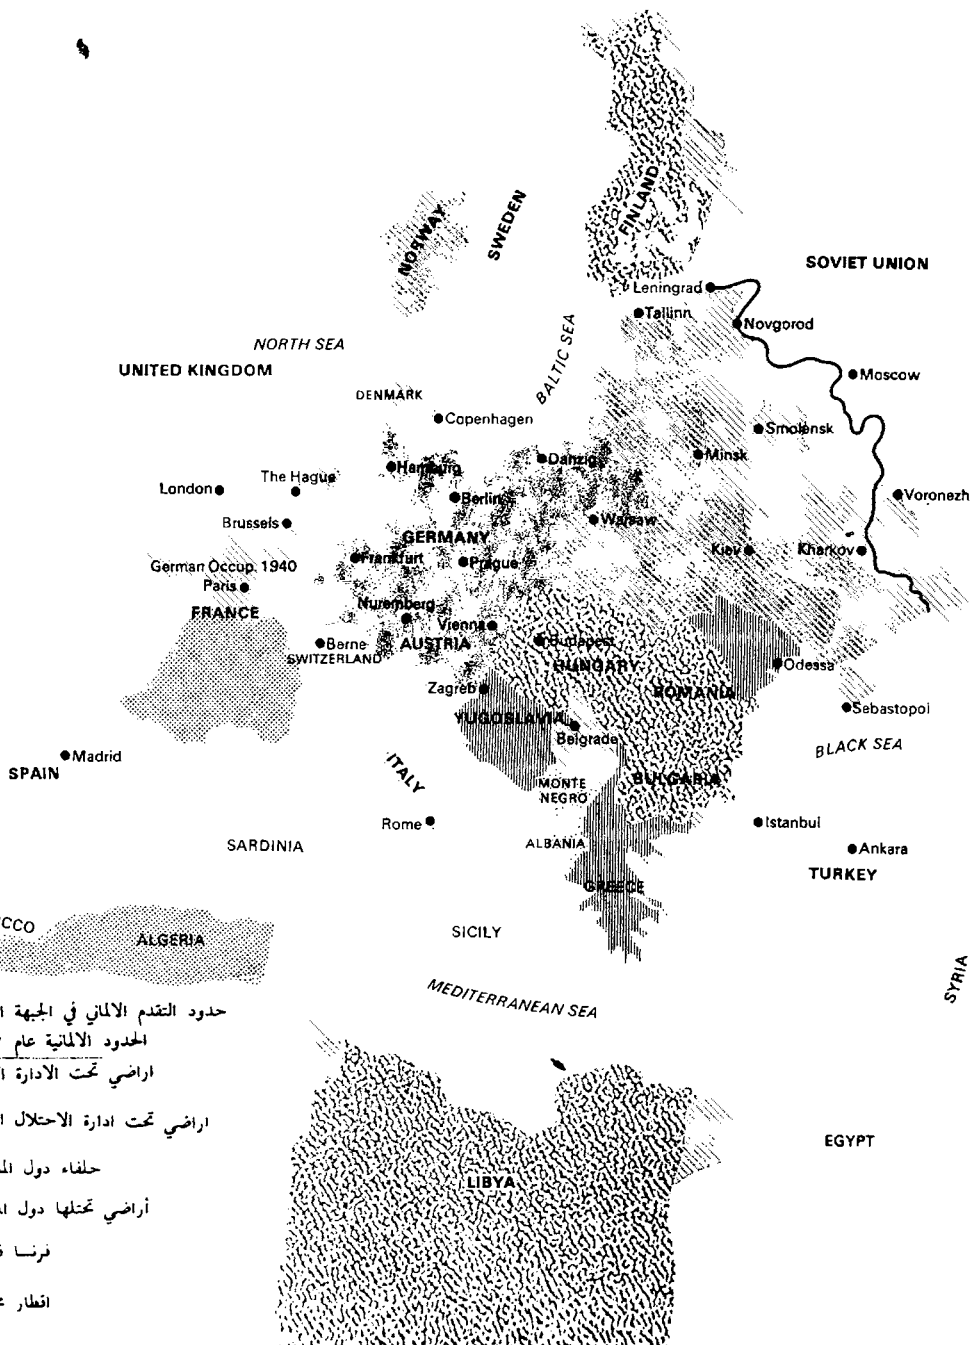 FINLAND
NORWAY
SWEDEN
SOVIET UNION
Leningrad
Tallinn
Novgorod
NORTH SEA
BALTIC SEA
UNITED KINGDOM
Moscow
DENMARK
Copenhagen
Smolensk
Minsk
Danzig
Hamburg
The Hague
London
Berlin
Voronezh
Brussels
Warsaw
GERMANY
Kiev
Kharkov
Frankfurt
Prague
German Occup. 1940
Paris
FRANCE
Nuremberg
Vienna
Berne
SWITZERLAND
AUSTRIA
Budapest
HUNGARY
Odessa
Zagreb
ROMANIA
YUGOSLAVIA
Sebastopol
Belgrade
BLACK SEA
Madrid
SPAIN
ITALY
MONTE
NEGRO
BULGARIA
Rome
Istanbul
SARDINIA
ALBANIA
Ankara
TURKEY
GREECE
ALGERIA
SICILY
SYRIA
MEDITERRANEAN SEA
حدود التقدم الالماني في الجبهة
الحدود الالمانية عام
اراضي تحت الادارة
اراضي تحت ادارة الاحتلال
EGYPT
حلفاء دول
LIBYA
أراضي تحتلها دول
فرنسا
اقطار